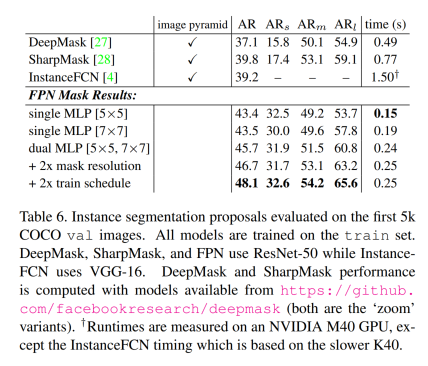 image pyramid AR ARs ARm ARl time (s)
DeepMask [27] ✓ 37.1 15.8 50.1 54.9 0.49
SharpMask [28] ✓ 39.8 17.4 53.1 59.1 0.77
InstanceFCN [4] ✓ 39.2 – – – 1.50†
FPN Mask Results:
single MLP [5×5] 43.4 32.5 49.2 53.7 0.15
single MLP [7×7] 43.5 30.0 49.6 57.8 0.19
dual MLP [5×5, 7×7] 45.7 31.9 51.5 60.8 0.24
+ 2x mask resolution 46.7 31.7 53.1 63.2 0.25
+ 2x train schedule 48.1 32.6 54.2 65.6 0.25
Table 6. Instance segmentation proposals evaluated on the first 5k
COCO val images. All models are trained on the train set.
DeepMask, SharpMask, and FPN use ResNet-50 while Instance-
FCN uses VGG-16. DeepMask and SharpMask performance
is computed with models available from https://github.
com/facebookresearch/deepmask (both are the ‘zoom’
variants). †Runtimes are measured on an NVIDIA M40 GPU, ex-
cept the InstanceFCN timing which is based on the slower K40.